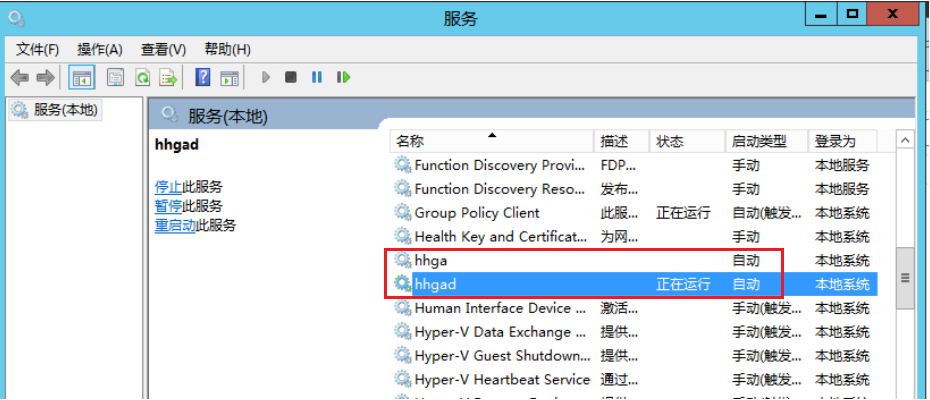 服务
文件(F) 操作(A) 查看(V) 帮助(H)
服务(本地)
服务(本地)
hhgad
停止此服务
暂停此服务
重启动此服务
名称 描述 状态 启动类型 登录为
Function Discovery Provi... FDP... 手动 本地服务
Function Discovery Reso... 发布... 手动 本地服务
Group Policy Client 此服... 正在运行 自动(触发... 本地系统
Health Key and Certificat... 为网... 手动 本地系统
hhga 自动 本地系统
hhgad 正在运行 自动 本地系统
Human Interface Device ... 激活... 手动(触发... 本地系统
Hyper-V Data Exchange ... 提供... 手动(触发... 本地系统
Hyper-V Guest Shutdown... 提供... 手动(触发... 本地系统
Hyper-V Heartbeat Service 通过... 手动(触发... 本地系统